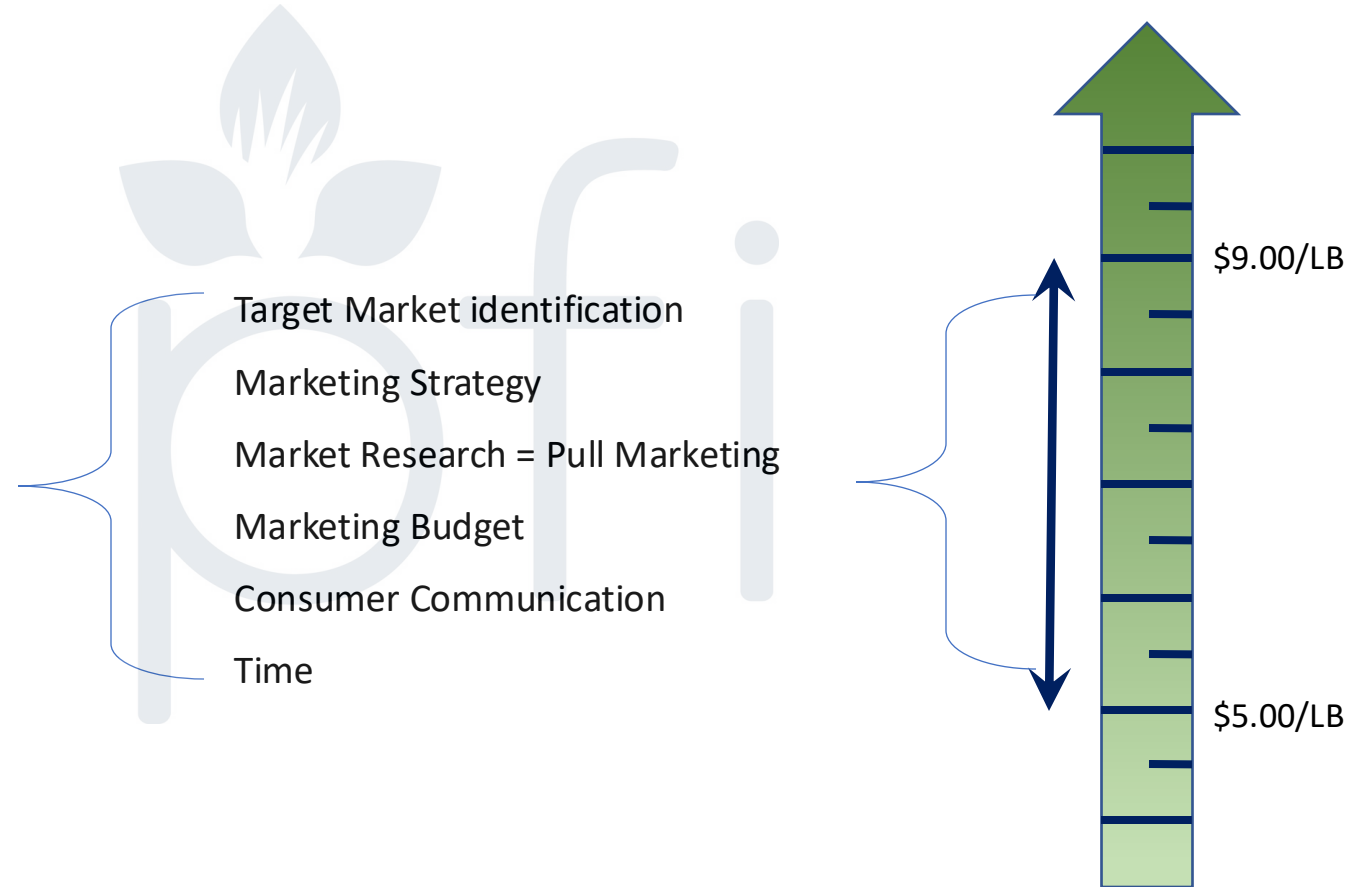 pfi
$9.00/LB
Target Market identification
Marketing Strategy
Market Research = Pull Marketing
Marketing Budget
Consumer Communication
Time
$5.00/LB